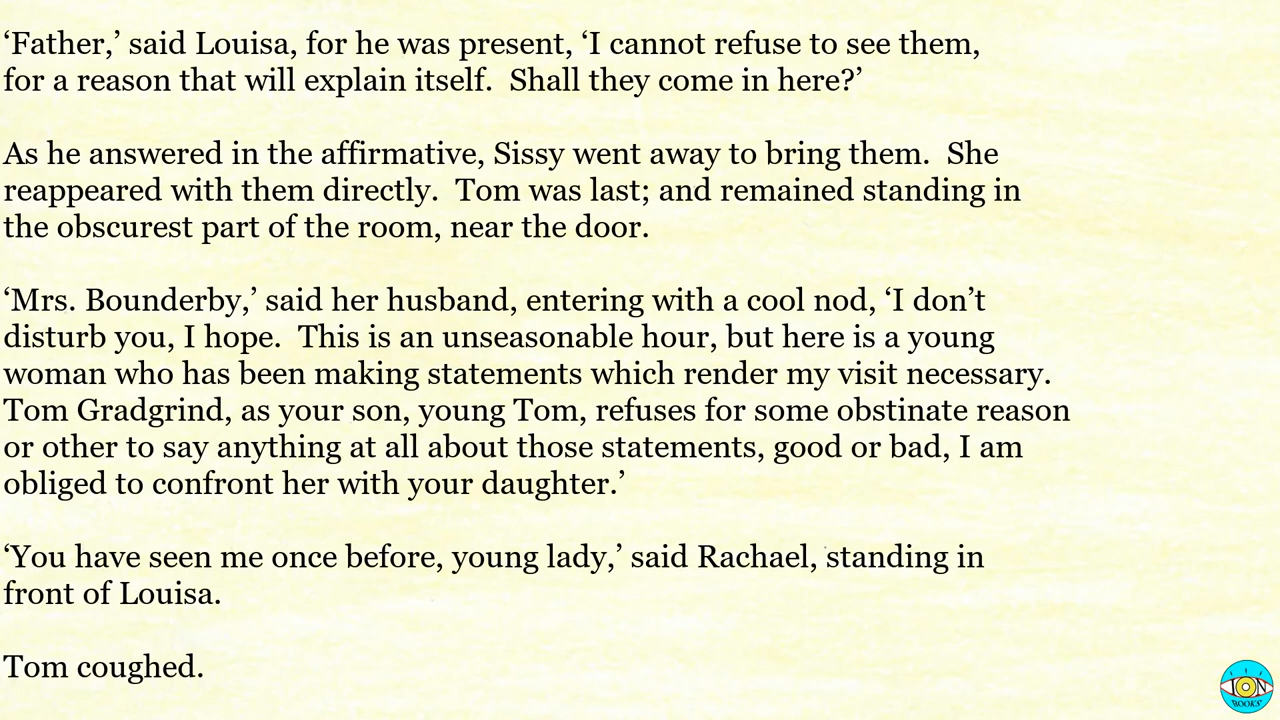 ‘Father,’ said Louisa, for he was present, ‘I cannot refuse to see them,
for a reason that will explain itself.  Shall they come in here?’
As he answered in the affirmative, Sissy went away to bring them.  She
reappeared with them directly.  Tom was last; and remained standing in
the obscurest part of the room, near the door.
‘Mrs. Bounderby,’ said her husband, entering with a cool nod, ‘I don’t
disturb you, I hope.  This is an unseasonable hour, but here is a young
woman who has been making statements which render my visit necessary.
Tom Gradgrind, as your son, young Tom, refuses for some obstinate reason
or other to say anything at all about those statements, good or bad, I am
obliged to confront her with your daughter.’
‘You have seen me once before, young lady,’ said Rachael, standing in
front of Louisa.
Tom coughed.
ION
BOOKS